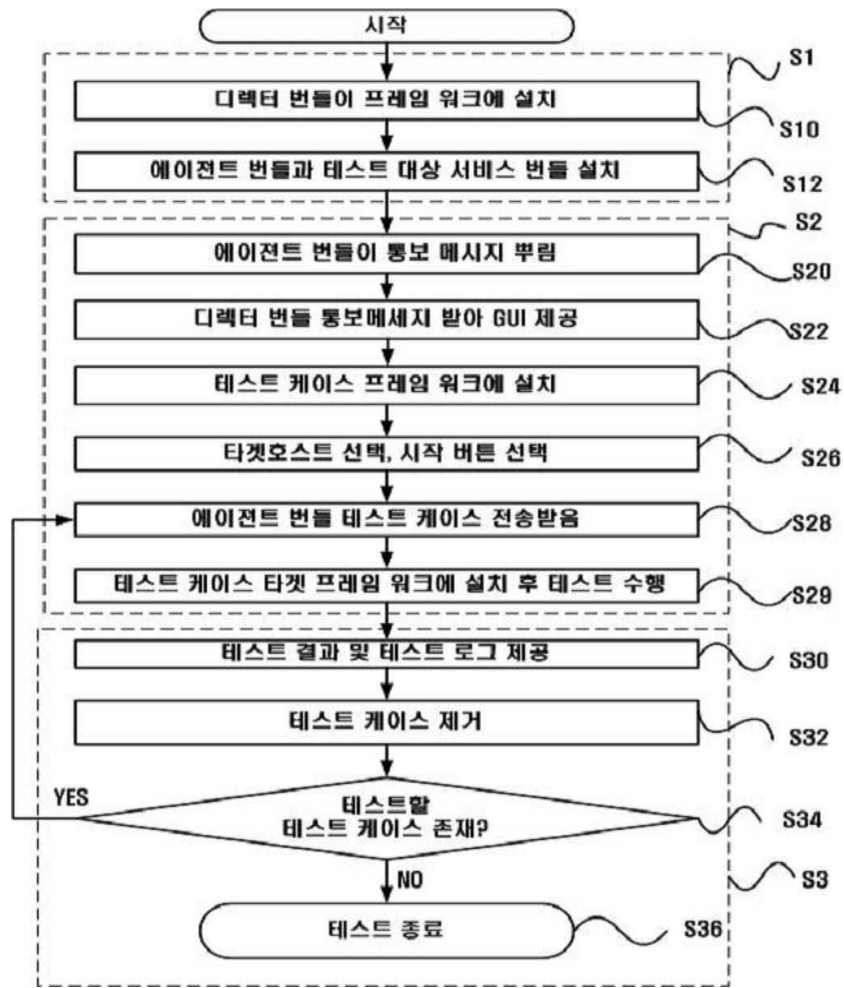 시작
S1
디렉터 번들이 프레임 워크에 설치
S10
에이젼트 번들과 테스트 대상 서비스 번들 설치
S12
S2
에이젼트 번들이 통보 메시지 뿌림
S20
디렉터 번들 통보메세지 받아 GUI 제공
S22
테스트 케이스 프레임 워크에 설치
S24
타겟호스트 선택, 시작 버튼 선택
S26
에이젼트 번들 테스트 케이스 전송받음
S28
테스트 케이스 타겟 프레임 워크에 설치 후 테스트 수행
S29
테스트 결과 및 테스트 로그 제공
S30
테스트 케이스 제거
S32
YES
테스트할
테스트 케이스 존재?
S34
NO
S3
테스트 종료
S36